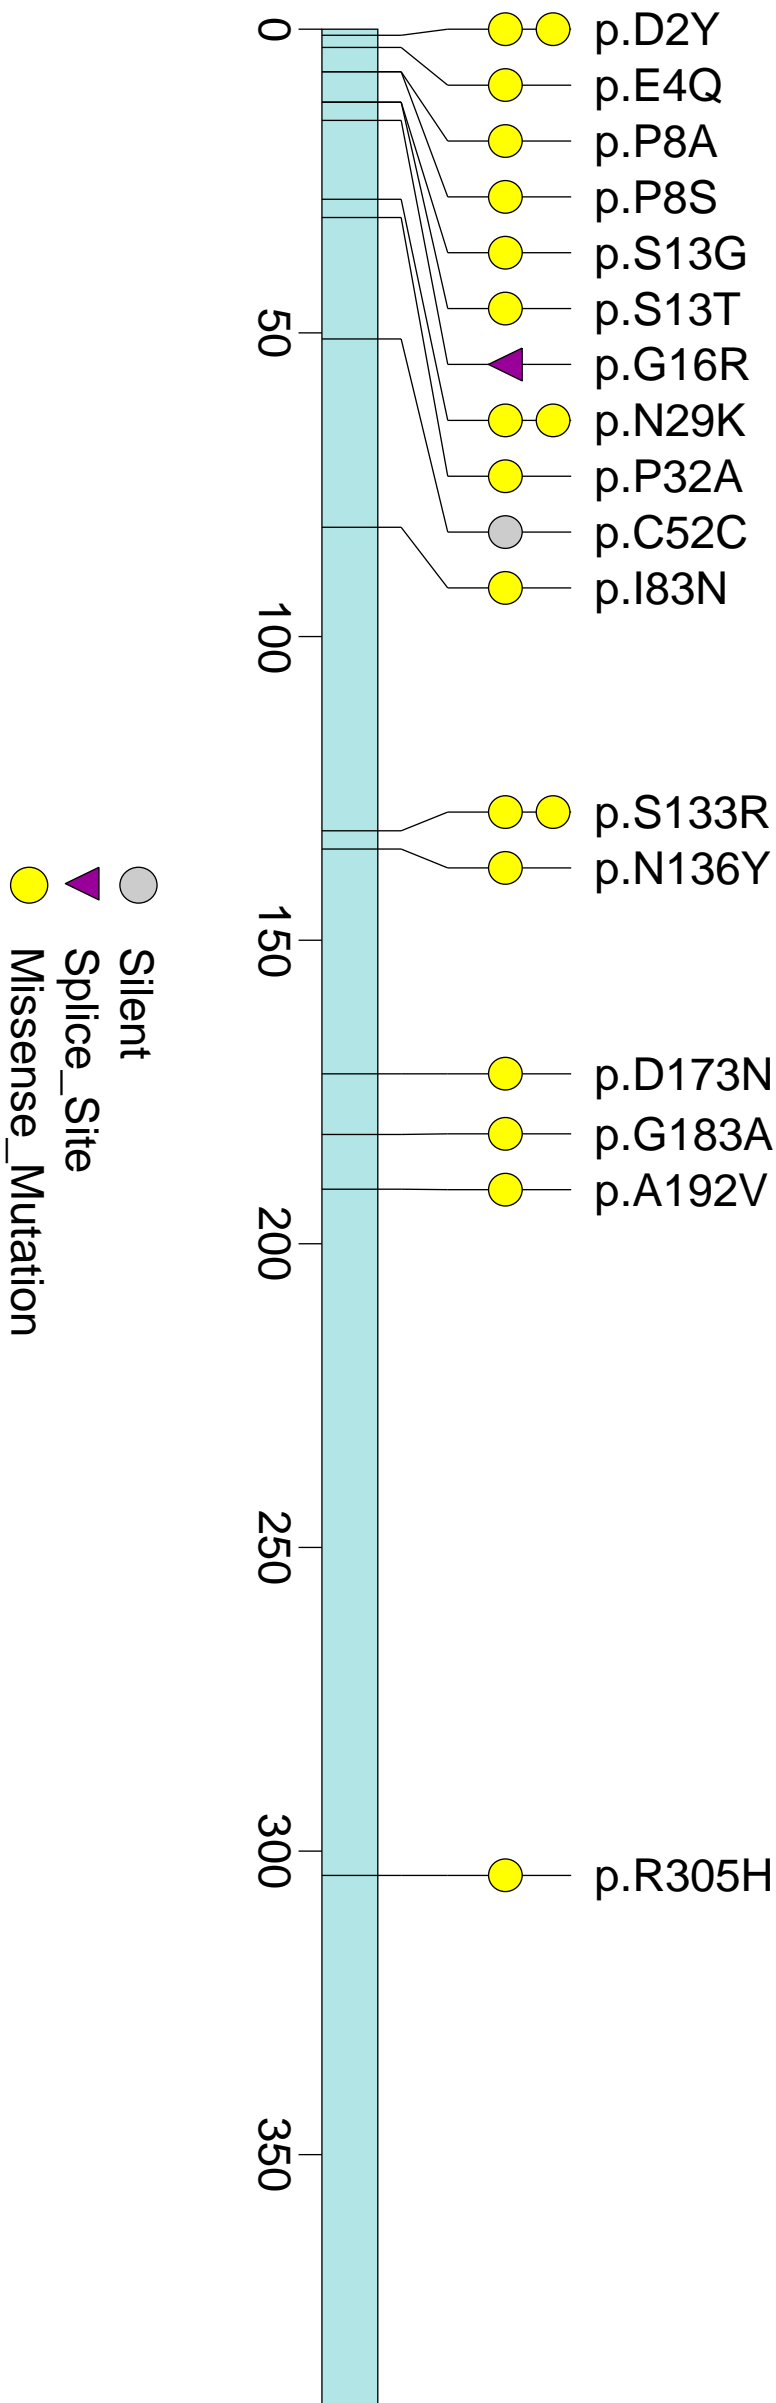 p.D2Y
p.E4Q
p.P8A
p.P8S
p.S13G
p.S13T
p.G16R
p.N29K
p.P32A
p.C52C
p.I83N
p.S133R
p.N136Y
p.D173N
p.G183A
p.A192V
p.R305H
0
50
100
150
200
250
300
350
Silent
Splice_Site
Missense_Mutation